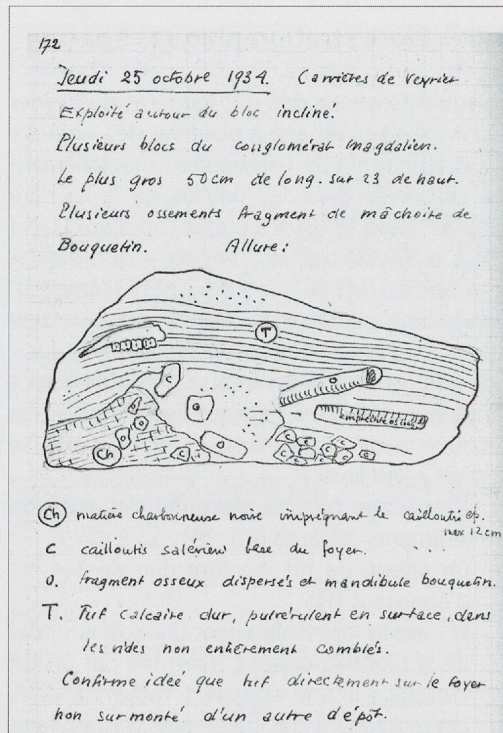 172
Jeudi 25 octobre 1934. Carrières de Veyrier
Exploité autour du bloc incliné.
Plusieurs blocs du conglomérat magdalien.
Le plus gros 50cm de long. sur 23 de haut.
Plusieurs ossements fragment de mâchoire de
Bouquetin. Allure:
T
c
o
o
empreinte os long
o
o
o
Ch
c
c
o
c
c
c
c
c
c
c
c
Ch matière charbonneuse noire imprégnant le cailloutis ép.
max 12cm
C cailloutis salévien base du foyer. ...
O. fragment osseux dispersés et mandibule bouquetin.
T. Tuf calcaire dur, pulvérulent en surface, dans
les vides non entièrement comblés.
Confirme idée que tuf directement sur le foyer
non surmonté d'un autre dépôt.